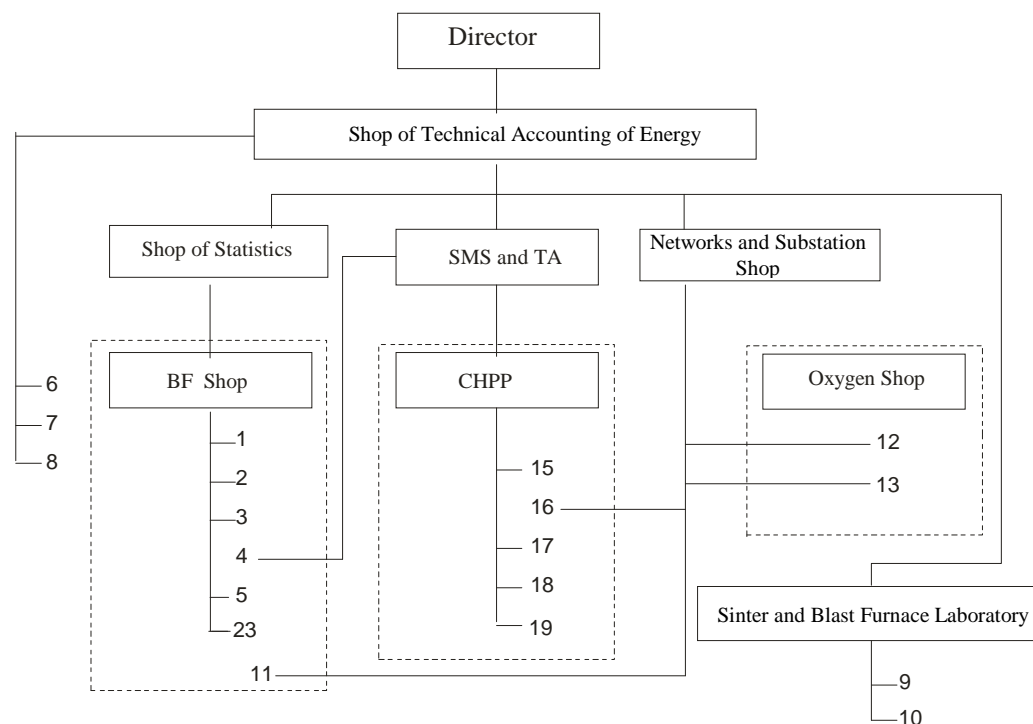 Director
Shop of Technical Accounting of Energy
Shop of Statistics
SMS and TA
Networks and Substation
Shop
BF Shop
CHPP
Oxygen Shop
6
7
8
1
2
3
4
5
23
11
15
16
17
18
19
12
13
Sinter and Blast Furnace Laboratory
9
10